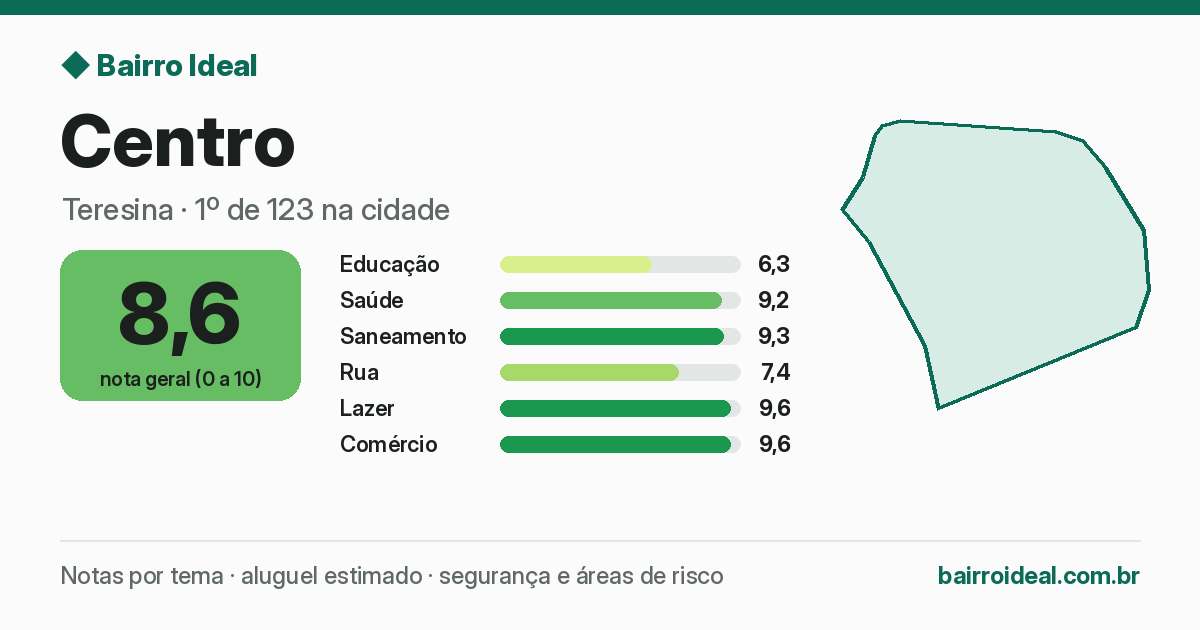 Bairro Ideal
Centro
Teresina · 1º de 123 na cidade
8,6
nota geral (0 a 10)
Educação 6,3
Saúde 9,2
Saneamento 9,3
Rua 7,4
Lazer 9,6
Comércio 9,6
Notas por tema · aluguel estimado · segurança e áreas de risco
bairroideal.com.br